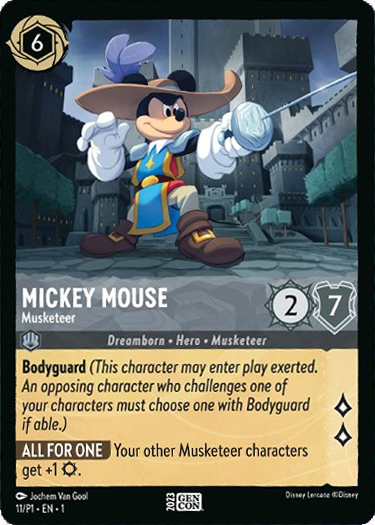 6
MICKEY MOUSE
Musketeer
2
7
Dreamborn • Hero • Musketeer
Bodyguard (This character may enter play exerted.
An opposing character who challenges one of
your characters must choose one with Bodyguard
if able.)
ALL FOR ONE Your other Musketeer characters
get +1 .
Jochem Van Gool
11/P1 • EN • 1
2023
GEN
CON
Disney Lorcana ©Disney